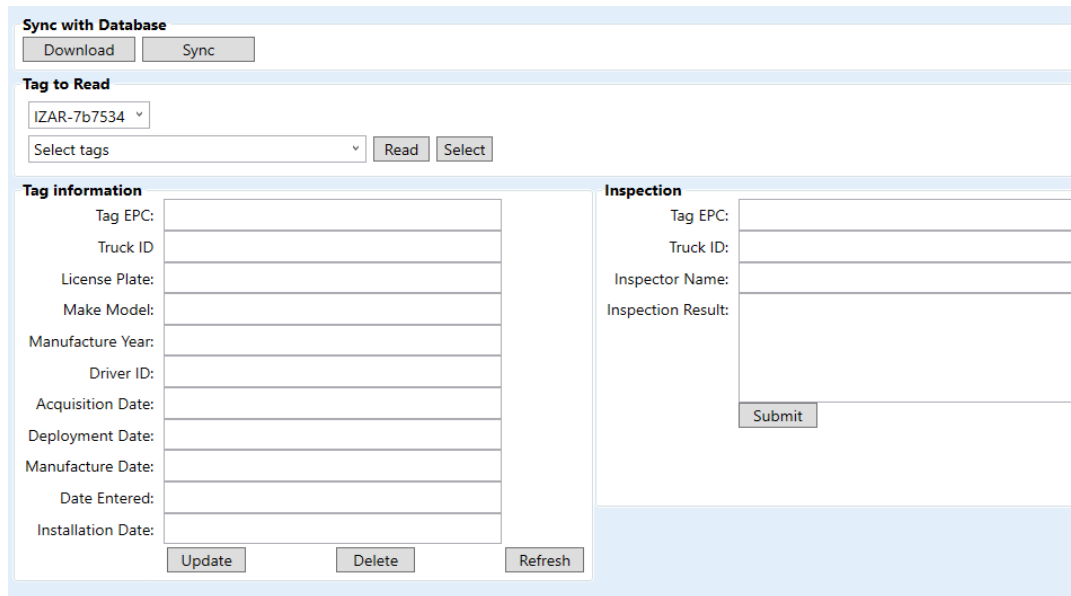 Sync with Database
Download Sync
Tag to Read
IZAR-7b7534
Select tags Read Select
Tag information
Tag EPC:
Truck ID
License Plate:
Make Model:
Manufacture Year:
Driver ID:
Acquisition Date:
Deployment Date:
Manufacture Date:
Date Entered:
Installation Date:
Update Delete Refresh
Inspection
Tag EPC:
Truck ID:
Inspector Name:
Inspection Result:
Submit